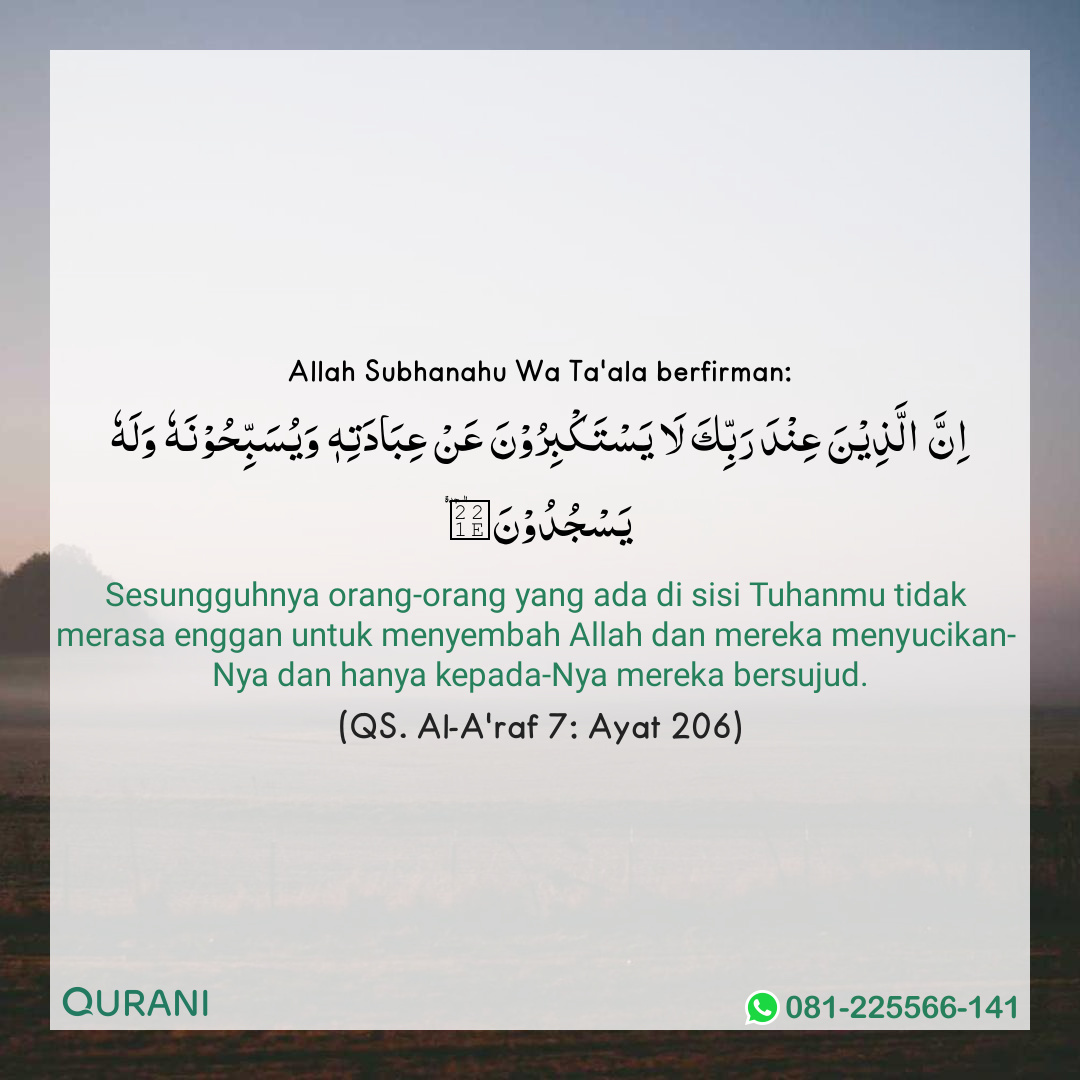 Allah Subhanahu Wa Ta'ala berfirman:
اِنَّ الَّذِيْنَ عِنْدَ رَبِّكَ لَا يَسْتَكْبِرُوْنَ عَنْ عِبَادَتِهٖ وَيُسَبِّحُوْنَهٗ وَلَهٗ
يَسْجُدُوْنَ
Sesungguhnya orang-orang yang ada di sisi Tuhanmu tidak
merasa enggan untuk menyembah Allah dan mereka menyucikan-
Nya dan hanya kepada-Nya mereka bersujud.
(QS. Al-A'raf 7: Ayat 206)
QURANI
081-225566-141